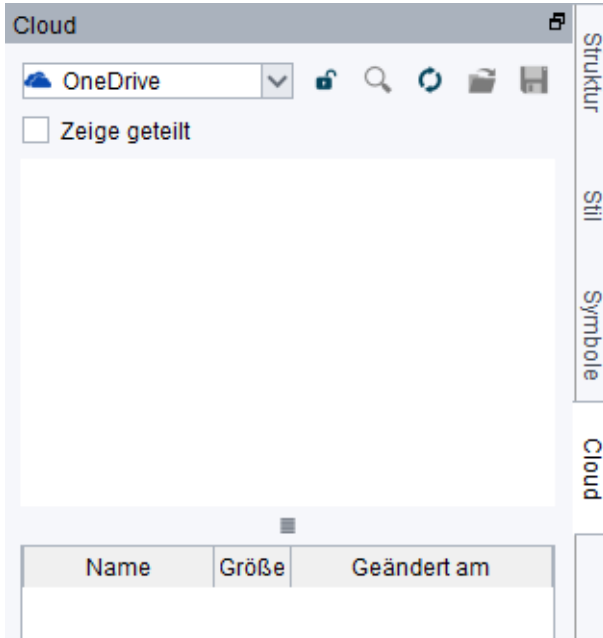 Cloud
OneDrive
Zeige geteilt
Name Größe Geändert am
Struktur
Stil
Symbole
Cloud